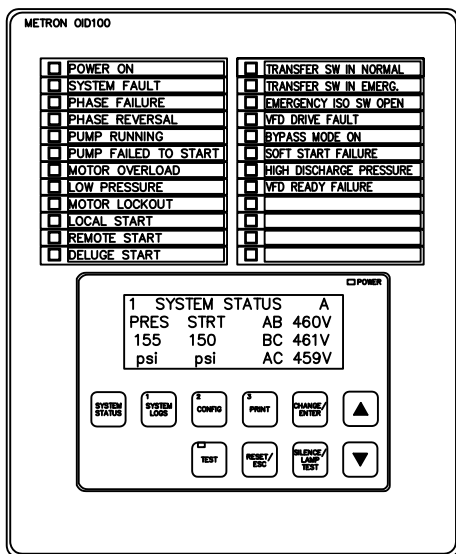 METRON OID100
POWER ON
SYSTEM FAULT
PHASE FAILURE
PHASE REVERSAL
PUMP RUNNING
PUMP FAILED TO START
MOTOR OVERLOAD
LOW PRESSURE
MOTOR LOCKOUT
LOCAL START
REMOTE START
DELUGE START
TRANSFER SW IN NORMAL
TRANSFER SW IN EMERG.
EMERGENCY ISO SW OPEN
VFD DRIVE FAULT
BYPASS MODE ON
SOFT START FAILURE
HIGH DISCHARGE PRESSURE
VFD READY FAILURE
POWER
1 SYSTEM STATUS A
PRES STRT AB 460V
155 150 BC 461V
psi psi AC 459V
SYSTEM
STATUS
1
SYSTEM
LOGS
2
CONFIG
3
PRINT
CHANGE/
ENTER
TEST
RESET/
ESC
SILENCE/
LAMP
TEST